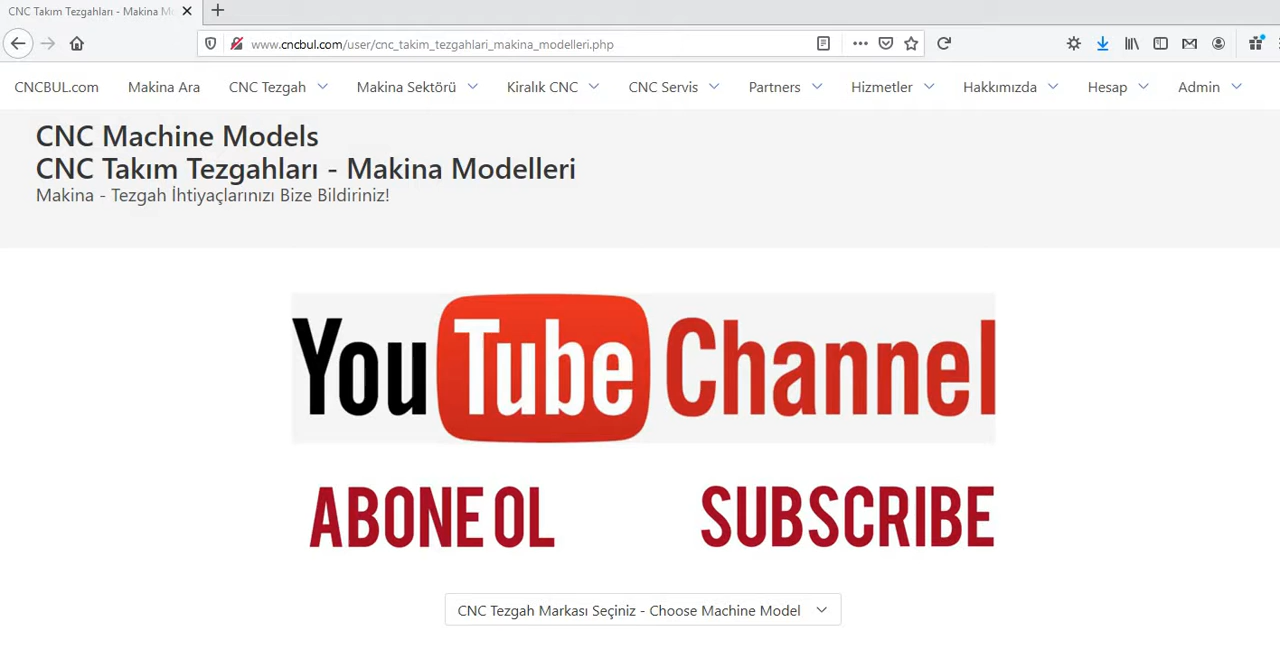 CNC Takım Tezgahları - Makina Mo
www.cncbul.com/user/cnc_takim_tezgahlari_makina_modelleri.php
CNCBUL.com Makina Ara CNC Tezgah Makina Sektörü Kiralık CNC CNC Servis Partners Hizmetler Hakkımızda Hesap Admin
CNC Machine Models
CNC Takım Tezgahları - Makina Modelleri
Makina - Tezgah İhtiyaçlarınızı Bize Bildiriniz!
YouTube Channel
ABONE OL SUBSCRIBE
CNC Tezgah Markası Seçiniz - Choose Machine Model